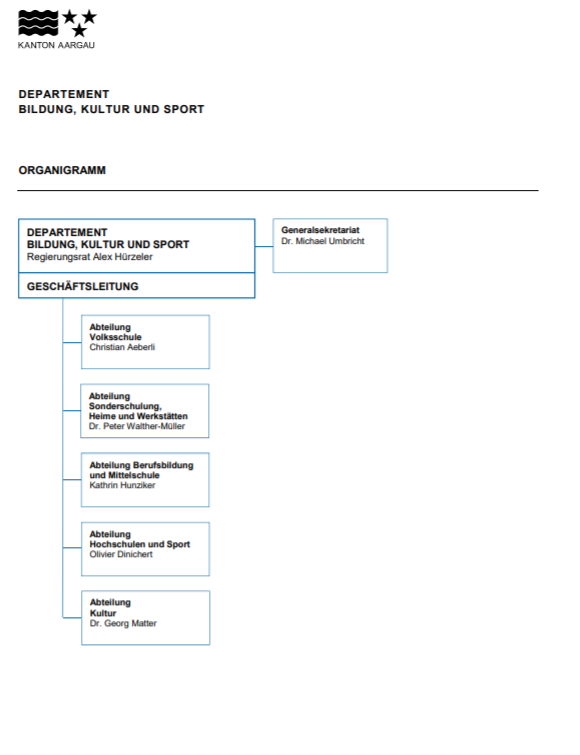 KANTON AARGAU
DEPARTEMENT
BILDUNG, KULTUR UND SPORT
ORGANIGRAMM
DEPARTEMENT
BILDUNG, KULTUR UND SPORT
Regierungsrat Alex Hürzeler
GESCHÄFTSLEITUNG
Generalsekretariat
Dr. Michael Umbricht
Abteilung
Volksschule
Christian Aeberli
Abteilung
Sonderschulung,
Heime und Werkstätten
Dr. Peter Walther-Müller
Abteilung Berufsbildung
und Mittelschule
Kathrin Hunziker
Abteilung
Hochschulen und Sport
Olivier Dinichert
Abteilung
Kultur
Dr. Georg Matter